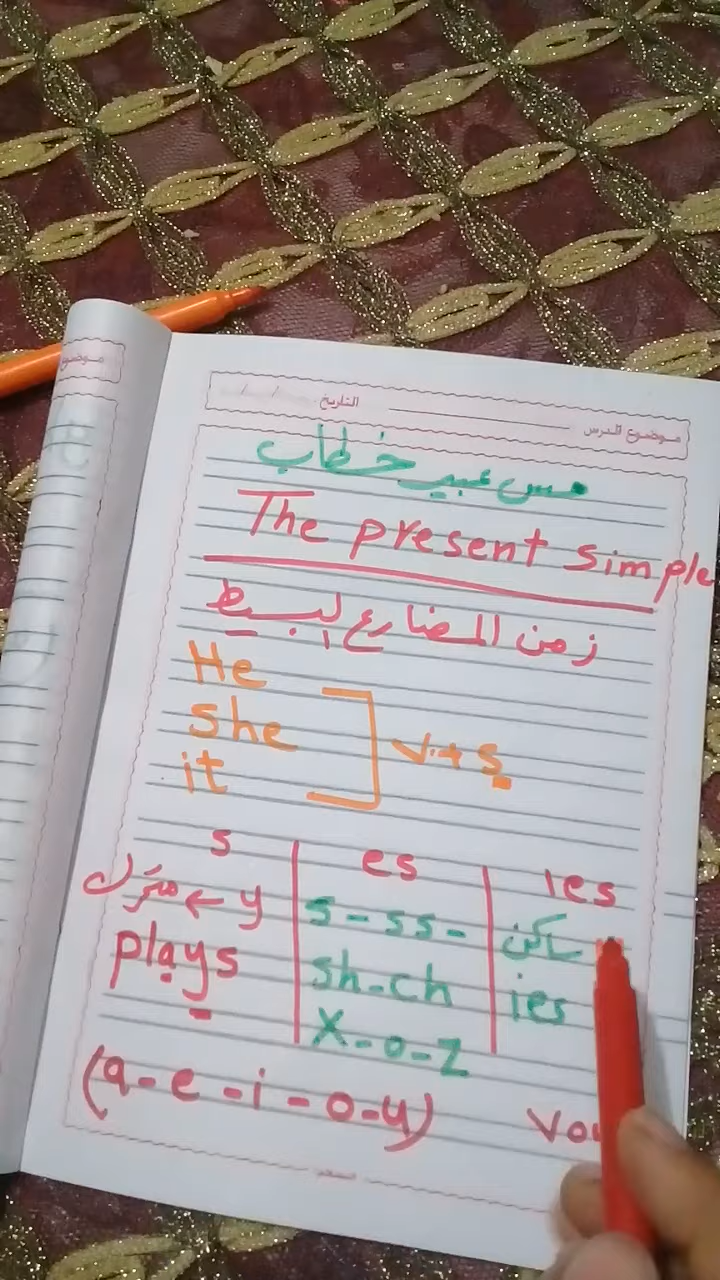 موضوع الدرس التاريخ
مس عبير خطاب
The present simple
زمن المضارع البسيط
He
she
it
v.+s
s es ies
y ← متحرك
s - ss - ساكن
plays sh - ch ies
x - o - z
(a - e - i - o - u)